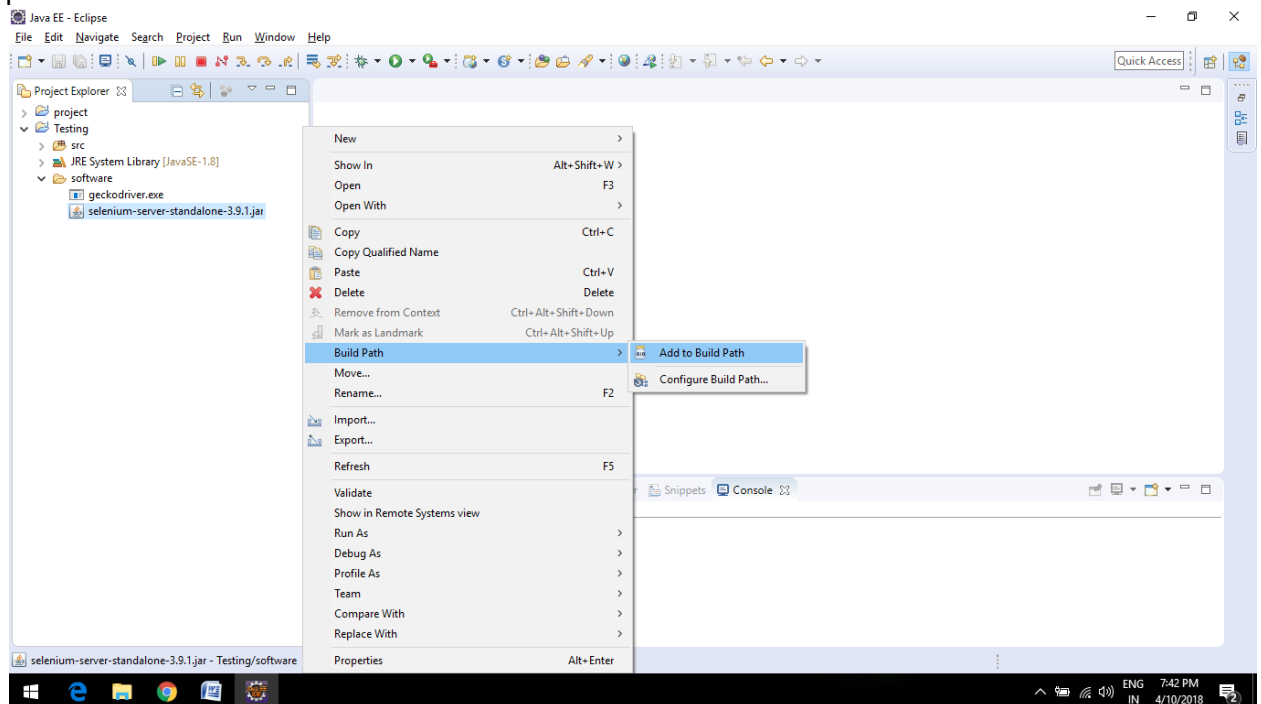 Java EE - Eclipse
File Edit Navigate Search Project Run Window Help
Quick Access
Project Explorer
project
Testing
src
JRE System Library [JavaSE-1.8]
software
geckodriver.exe
selenium-server-standalone-3.9.1.jar
New
Show In Alt+Shift+W
Open F3
Open With
Copy Ctrl+C
Copy Qualified Name
Paste Ctrl+V
Delete Delete
Remove from Context Ctrl+Alt+Shift+Down
Mark as Landmark Ctrl+Alt+Shift+Up
Build Path
Add to Build Path
Configure Build Path...
Move...
Rename... F2
Import...
Export...
Refresh F5
Validate
Show in Remote Systems view
Run As
Debug As
Profile As
Team
Compare With
Replace With
Properties Alt+Enter
Snippets Console
selenium-server-standalone-3.9.1.jar - Testing/software
ENG 7:42 PM
IN 4/10/2018
2